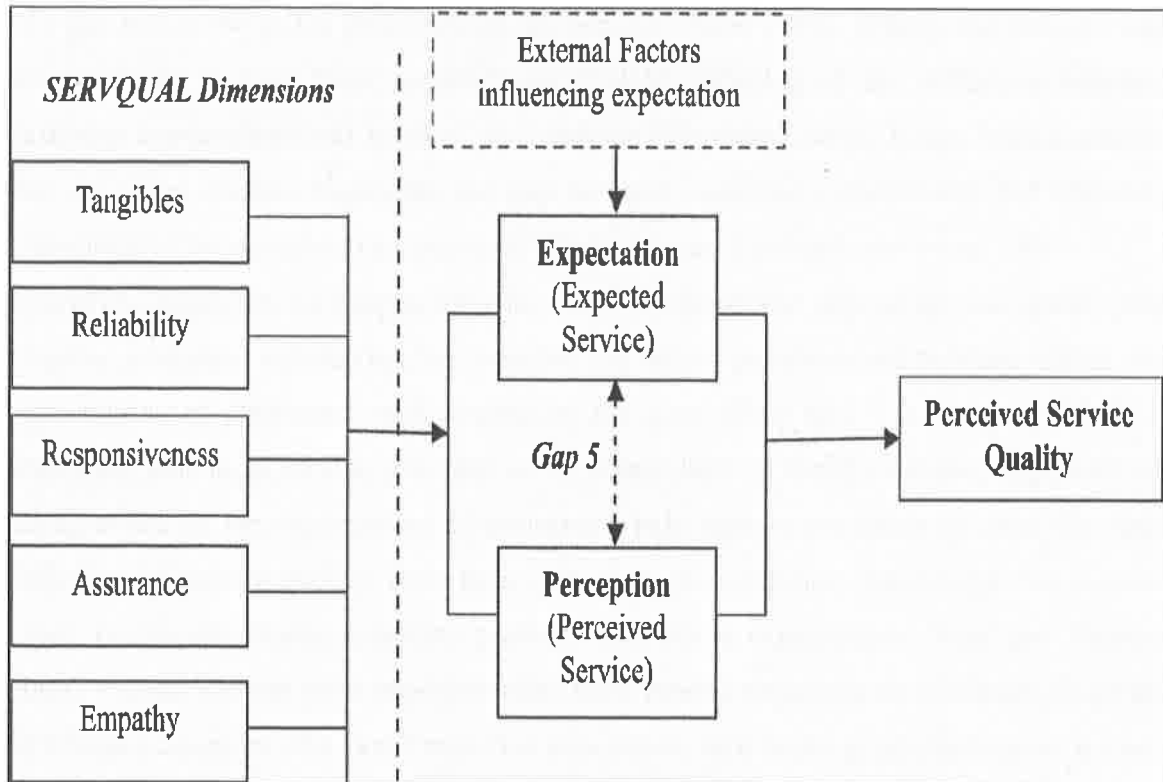 External Factors
influencing expectation
SERVQUAL Dimensions
Tangibles
Reliability
Responsiveness
Assurance
Empathy
Expectation
(Expected
Service)
Gap 5
Perception
(Perceived
Service)
Perceived Service
Quality